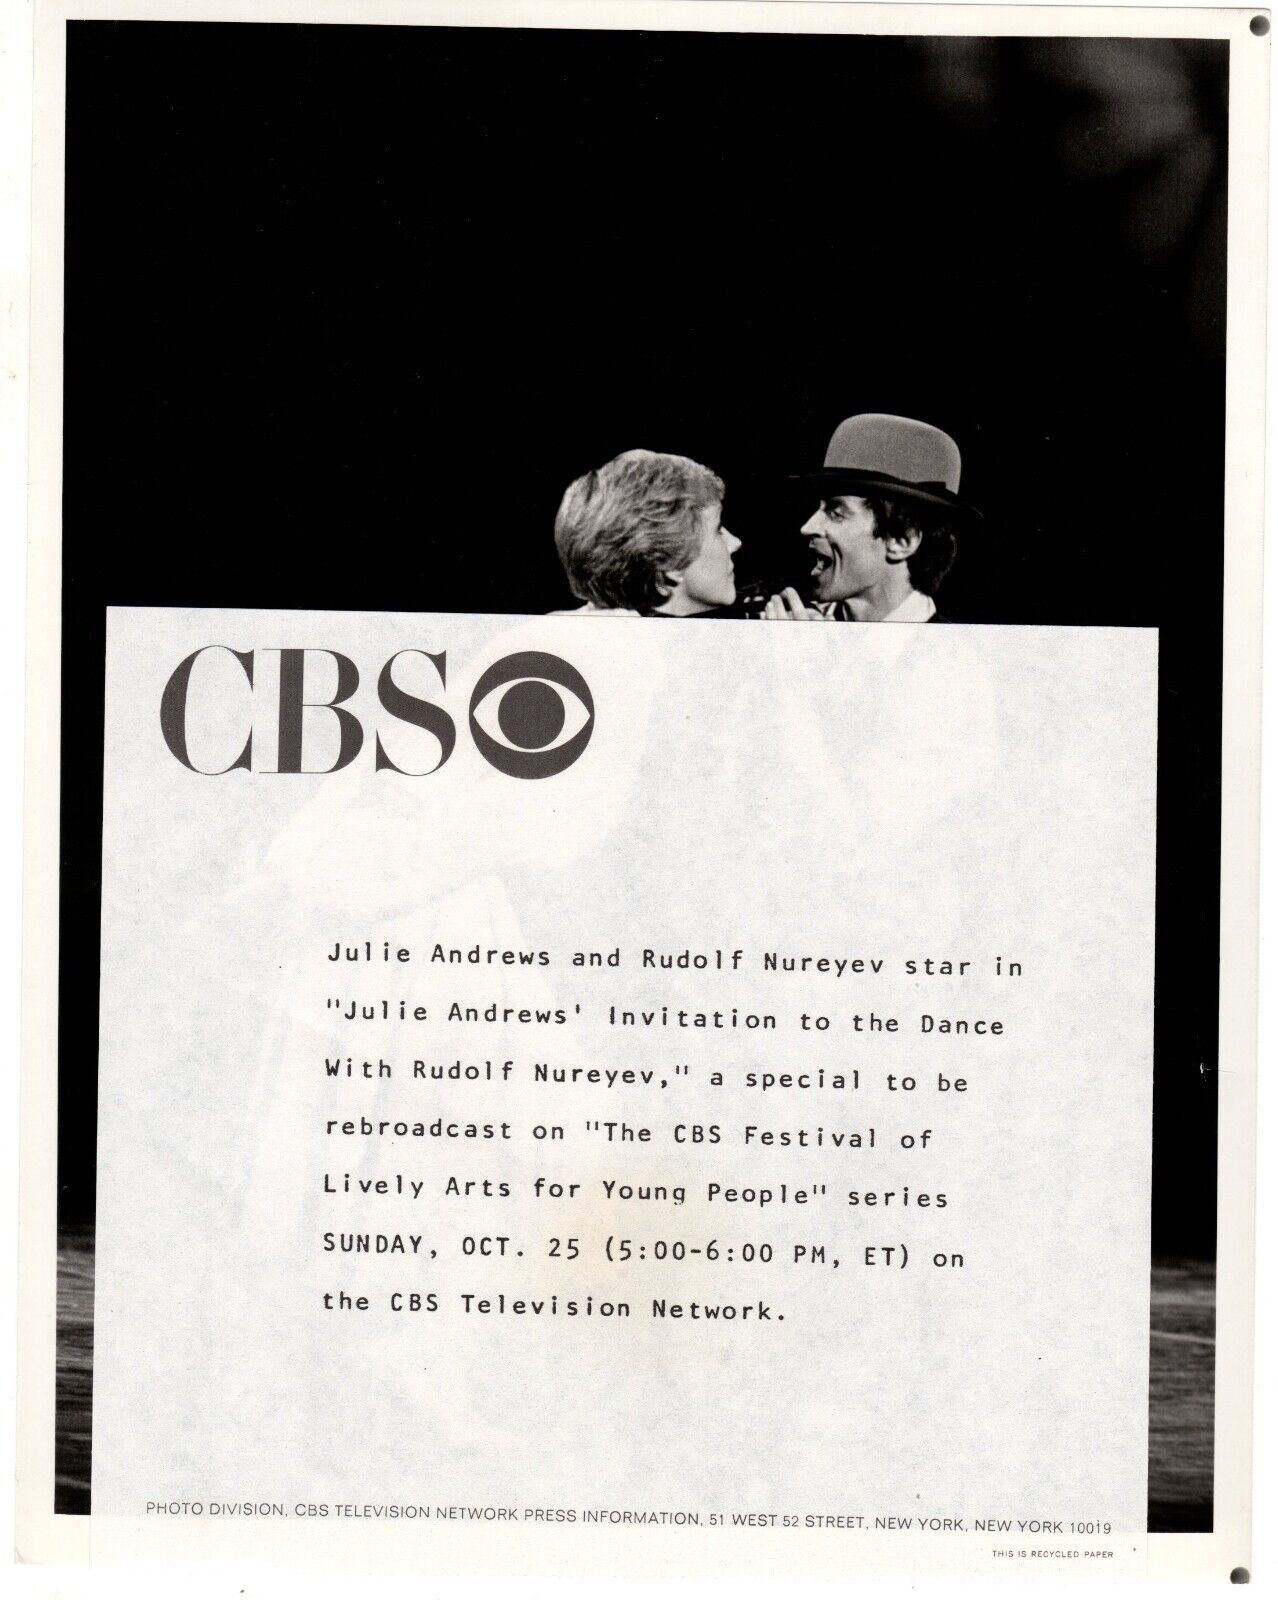 CBS
Julie Andrews and Rudolf Nureyev star in
"Julie Andrews' Invitation to the Dance
With Rudolf Nureyev," a special to be
rebroadcast on "The CBS Festival of
Lively Arts for Young People" series
SUNDAY, OCT. 25 (5:00-6:00 PM, ET) on
the CBS Television Network.
PHOTO DIVISION, CBS TELEVISION NETWORK PRESS INFORMATION, 51 WEST 52 STREET, NEW YORK, NEW YORK 10019
THIS IS RECYCLED PAPER